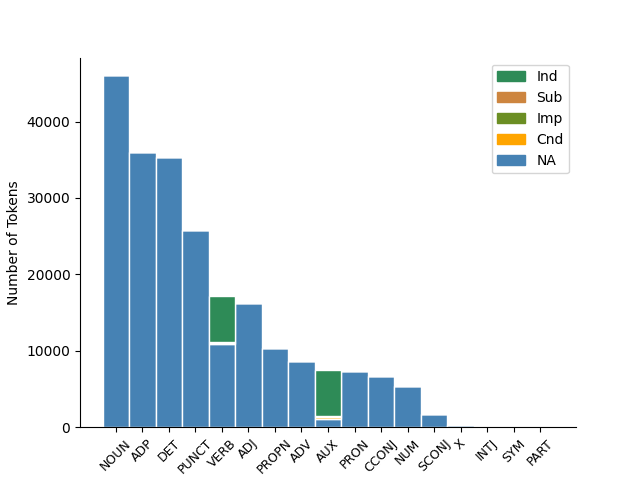 Number of Tokens
40000
30000
20000
10000
0
Ind
Sub
Imp
Cnd
NA
NOUN
ADP
DET
PUNCT
VERB
ADJ
PROPN
ADV
AUX
PRON
CCONJ
NUM
SCONJ
X
INTJ
SYM
PART